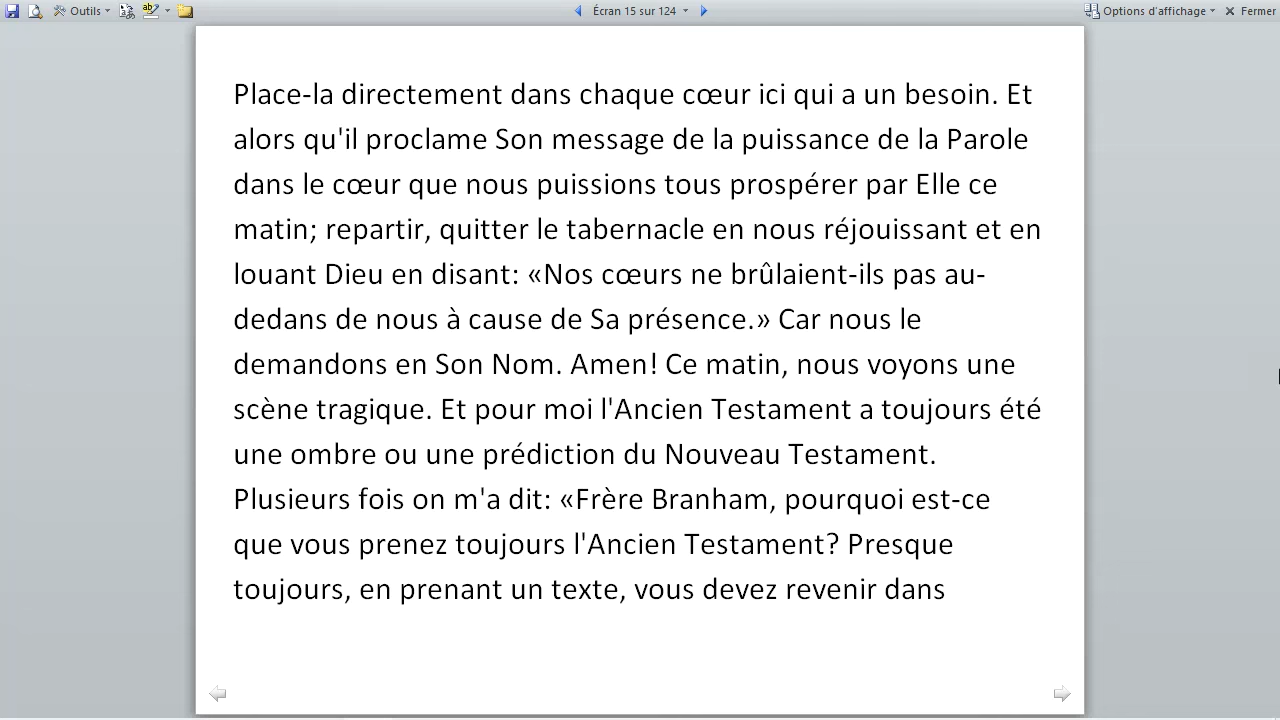 Outils
Écran 15 sur 124
Options d'affichage
Fermer
Place-la directement dans chaque cœur ici qui a un besoin. Et
alors qu'il proclame Son message de la puissance de la Parole
dans le cœur que nous puissions tous prospérer par Elle ce
matin; repartir, quitter le tabernacle en nous réjouissant et en
louant Dieu en disant: «Nos cœurs ne brûlaient-ils pas au-
dedans de nous à cause de Sa présence.» Car nous le
demandons en Son Nom. Amen! Ce matin, nous voyons une
scène tragique. Et pour moi l'Ancien Testament a toujours été
une ombre ou une prédiction du Nouveau Testament.
Plusieurs fois on m'a dit: «Frère Branham, pourquoi est-ce
que vous prenez toujours l'Ancien Testament? Presque
toujours, en prenant un texte, vous devez revenir dans